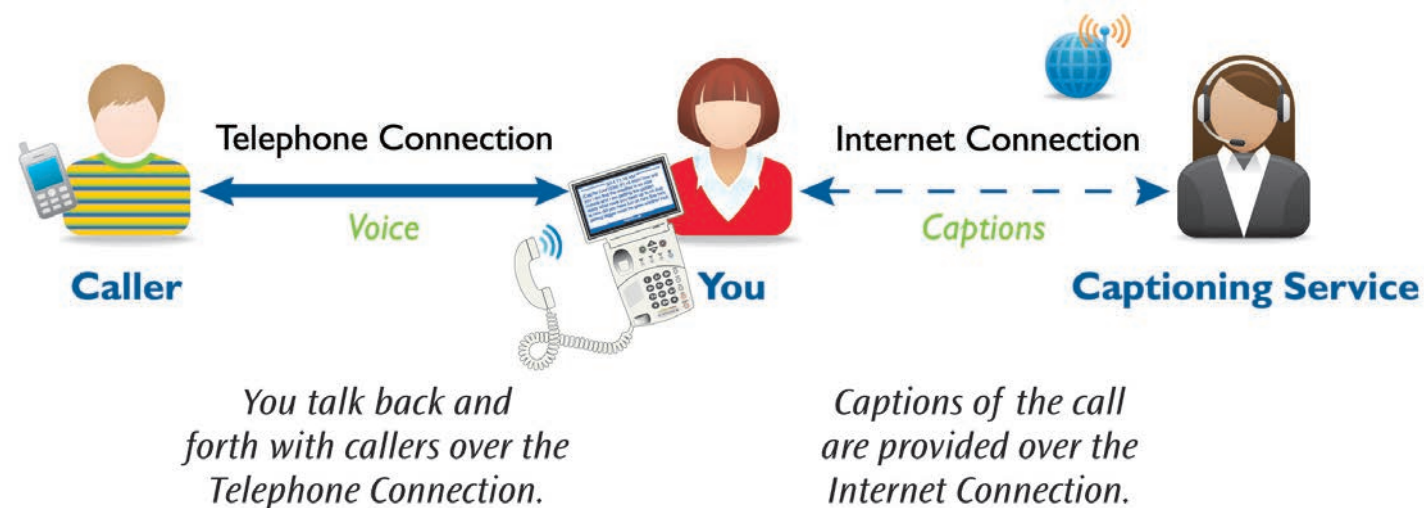 Telephone Connection
Internet Connection
Voice
Captions
Caller
You
Captioning Service
You talk back and
forth with callers over the
Telephone Connection.
Captions of the call
are provided over the
Internet Connection.